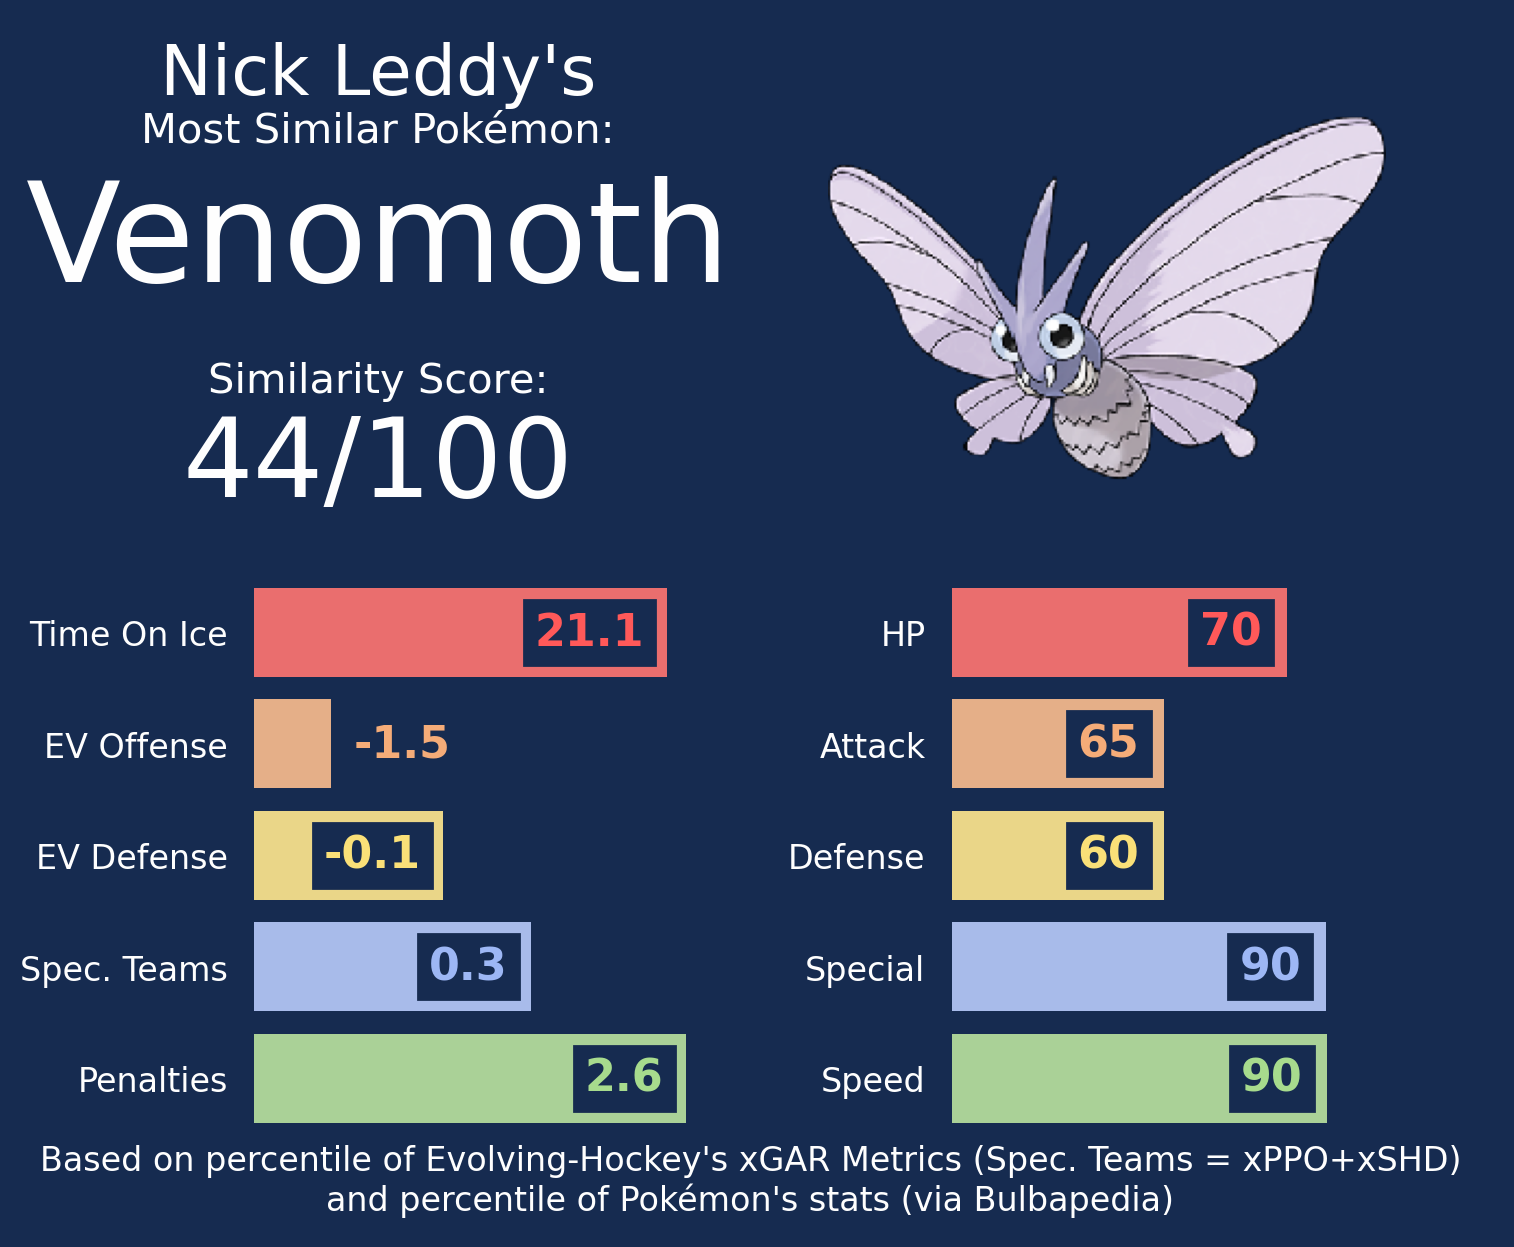 Nick Leddy's
Most Similar Pokémon:
Venomoth
Similarity Score:
44/100
Time On Ice 21.1
EV Offense -1.5
EV Defense -0.1
Spec. Teams 0.3
Penalties 2.6
HP 70
Attack 65
Defense 60
Special 90
Speed 90
Based on percentile of Evolving-Hockey's xGAR Metrics (Spec. Teams = xPPO+xSHD)
and percentile of Pokémon's stats (via Bulbapedia)